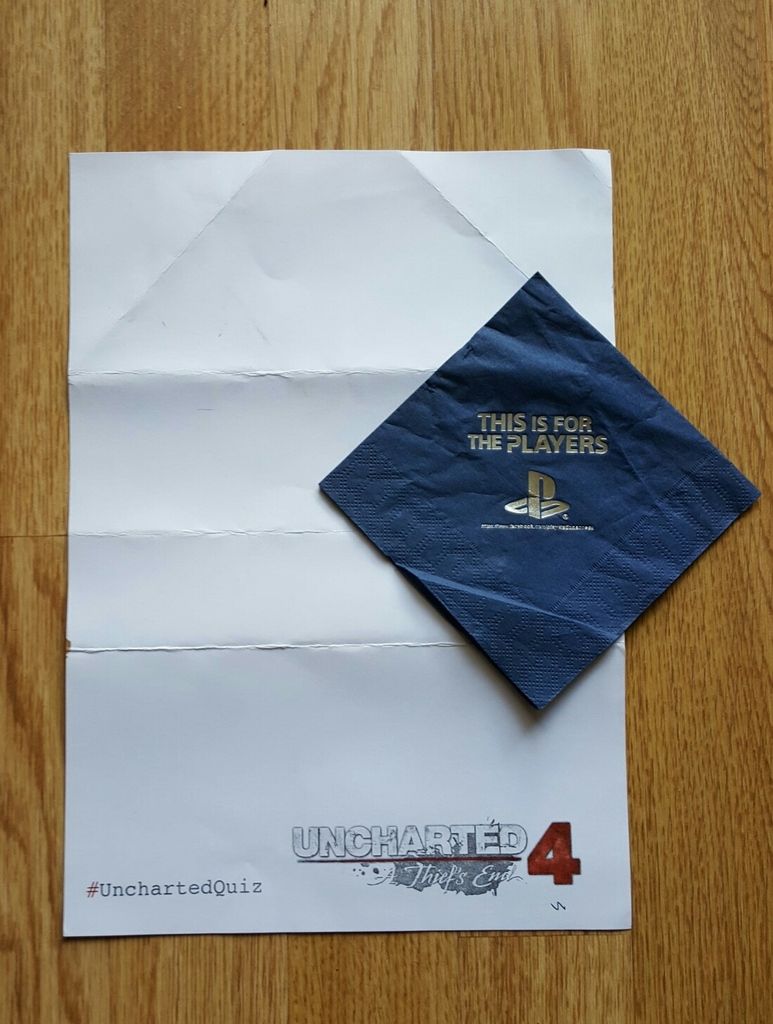 THIS IS FOR
THE PLAYERS
UNCHARTED 4
A Thief's End
#UnchartedQuiz